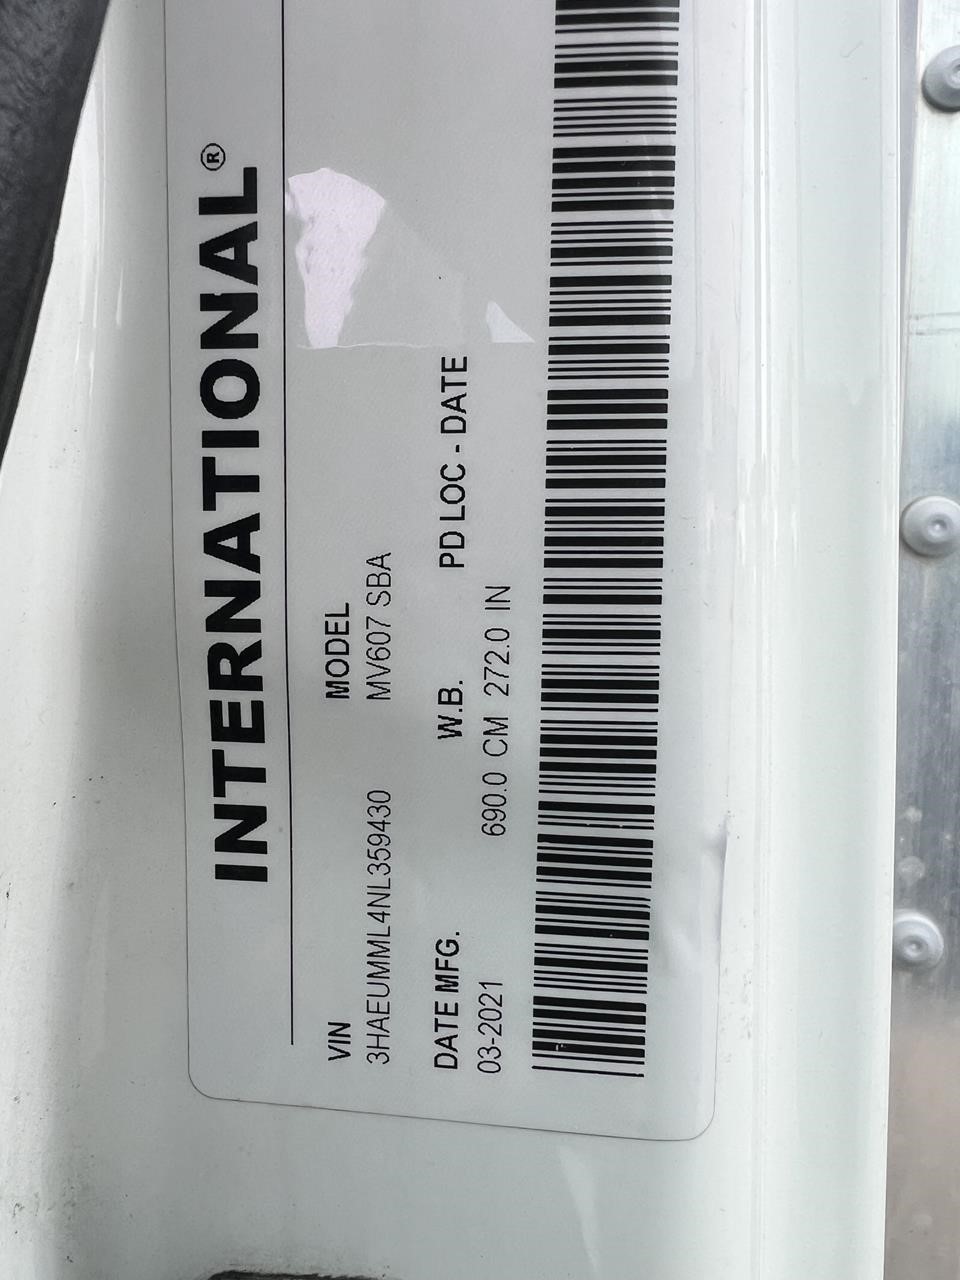 INTERNATIONAL®
VIN MODEL
3HAEUMML4NL359430 MV607 SBA
DATE MFG. W.B. PD LOC - DATE
03-2021 690.0 CM 272.0 IN